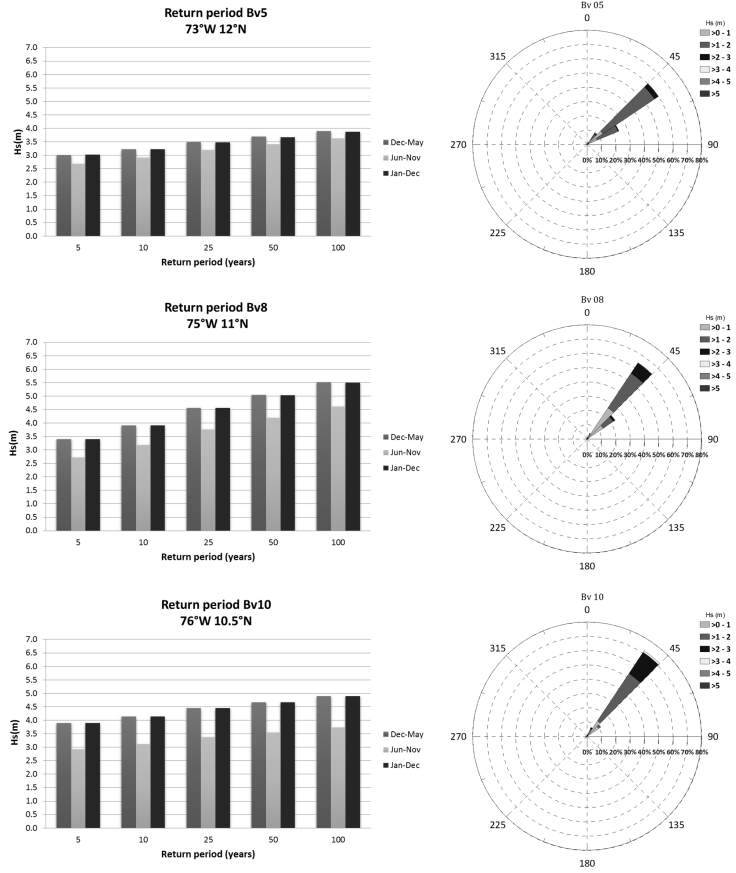 Return period Bv5
73°W 12°N
7.0
6.5
6.0
5.5
5.0
4.5
4.0
3.5
3.0
2.5
2.0
1.5
1.0
0.5
0.0
Hs(m)
5 10 25 50 100
Return period (years)
Dec-May
Jun-Nov
Jan-Dec
Bv 05
0
45
90
135
180
225
270
315
0% 10% 20% 30% 40% 50% 60% 70% 80%
Hs (m)
>0 - 1
>1 - 2
>2 - 3
>3 - 4
>4 - 5
>5
Return period Bv8
75°W 11°N
7.0
6.5
6.0
5.5
5.0
4.5
4.0
3.5
3.0
2.5
2.0
1.5
1.0
0.5
0.0
Hs(m)
5 10 25 50 100
Return period (years)
Dec-May
Jun-Nov
Jan-Dec
Bv 08
0
45
90
135
180
225
270
315
0% 10% 20% 30% 40% 50% 60% 70% 80%
Hs (m)
>0 - 1
>1 - 2
>2 - 3
>3 - 4
>4 - 5
>5
Return period Bv10
76°W 10.5°N
7.0
6.5
6.0
5.5
5.0
4.5
4.0
3.5
3.0
2.5
2.0
1.5
1.0
0.5
0.0
Hs(m)
5 10 25 50 100
Return period (years)
Dec-May
Jun-Nov
Jan-Dec
Bv 10
0
45
90
135
180
225
270
315
0% 10% 20% 30% 40% 50% 60% 70% 80%
Hs (m)
>0 - 1
>1 - 2
>2 - 3
>3 - 4
>4 - 5
>5